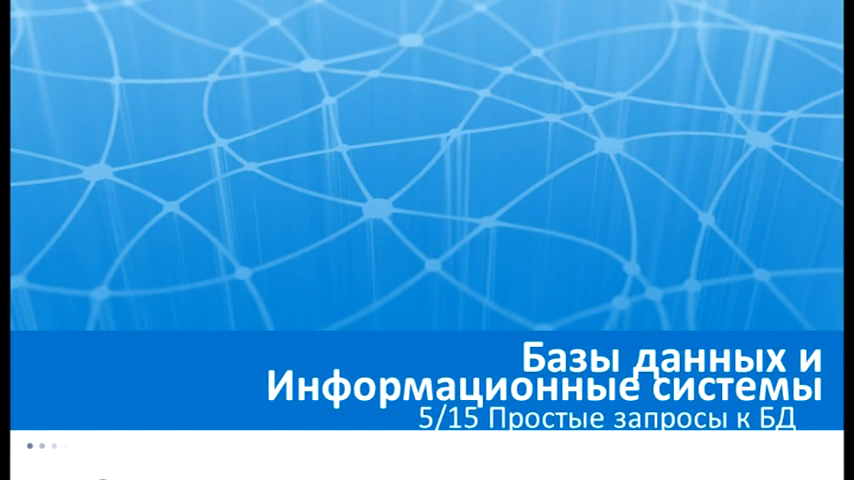 Базы данных и
Информационные системы
5/15 Простые запросы к БД